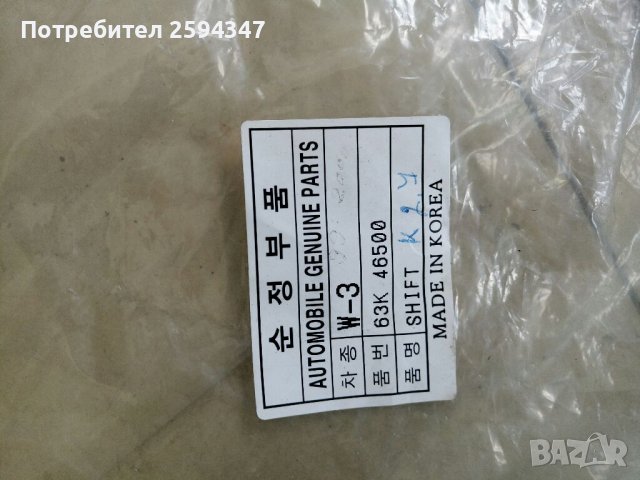 Потребител 2594347
순정부품
AUTOMOBILE GENUINE PARTS
차종 W-3
품번 63K 46500
품명 SHIFT
MADE IN KOREA
BAZAR